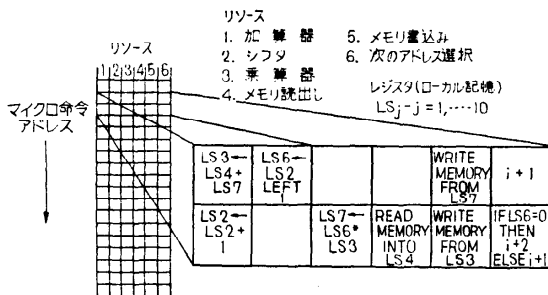 リソース
1. 加算器
2. シフタ
3. 乗算器
4. メモリ読出し
5. メモリ書込み
6. 次のアドレス選択
レジスタ(ローカル記憶)
LSj-j=1,‥‥10
リソース
1 2 3 4 5 6
マイクロ命令
アドレス
LS3←
LS4+
LS7
LS6←
LS2
LEFT
1
WRITE
MEMORY
FROM
LS7
i+1
LS2←
LS2+
1
LS7←
LS6*
LS3
READ
MEMORY
INTO
LS4
WRITE
MEMORY
FROM
LS3
IF LS6=0
THEN
i+2
ELSE i+1